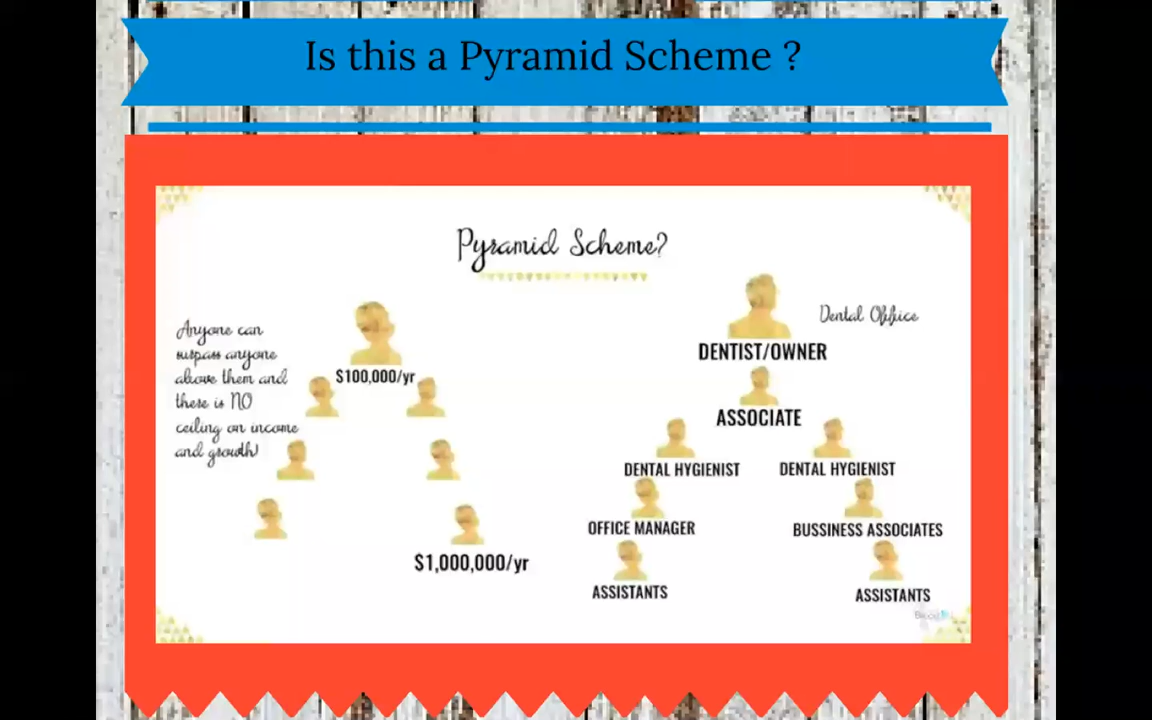 Is this a Pyramid Scheme ?
Pyramid Scheme?
Anyone can
surpass anyone
above them and
there is NO
ceiling on income
and growth!
$100,000/yr
$1,000,000/yr
Dental Office
DENTIST/OWNER
ASSOCIATE
DENTAL HYGIENIST DENTAL HYGIENIST
OFFICE MANAGER BUSSINESS ASSOCIATES
ASSISTANTS ASSISTANTS